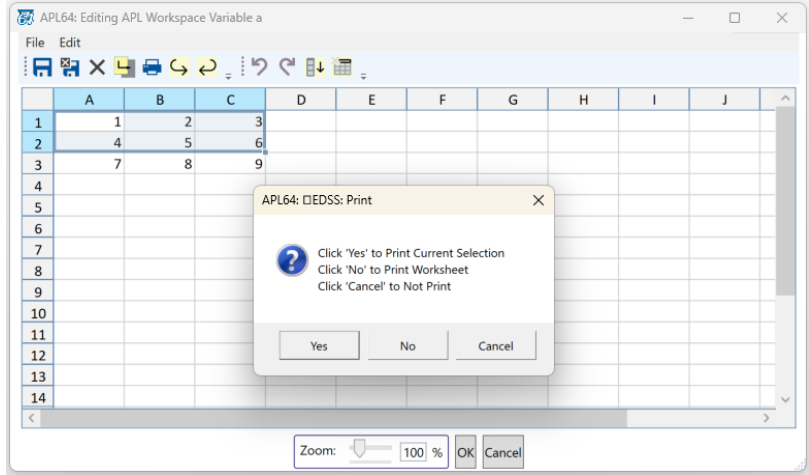 APL64: Editing APL Workspace Variable a
File Edit
A B C D E F G H I J
1 1 2 3
2 4 5 6
3 7 8 9
4
5
6
7
8
9
10
11
12
13
14
APL64: ⎕EDSS: Print
Click 'Yes' to Print Current Selection
Click 'No' to Print Worksheet
Click 'Cancel' to Not Print
Yes No Cancel
Zoom: 100 % OK Cancel